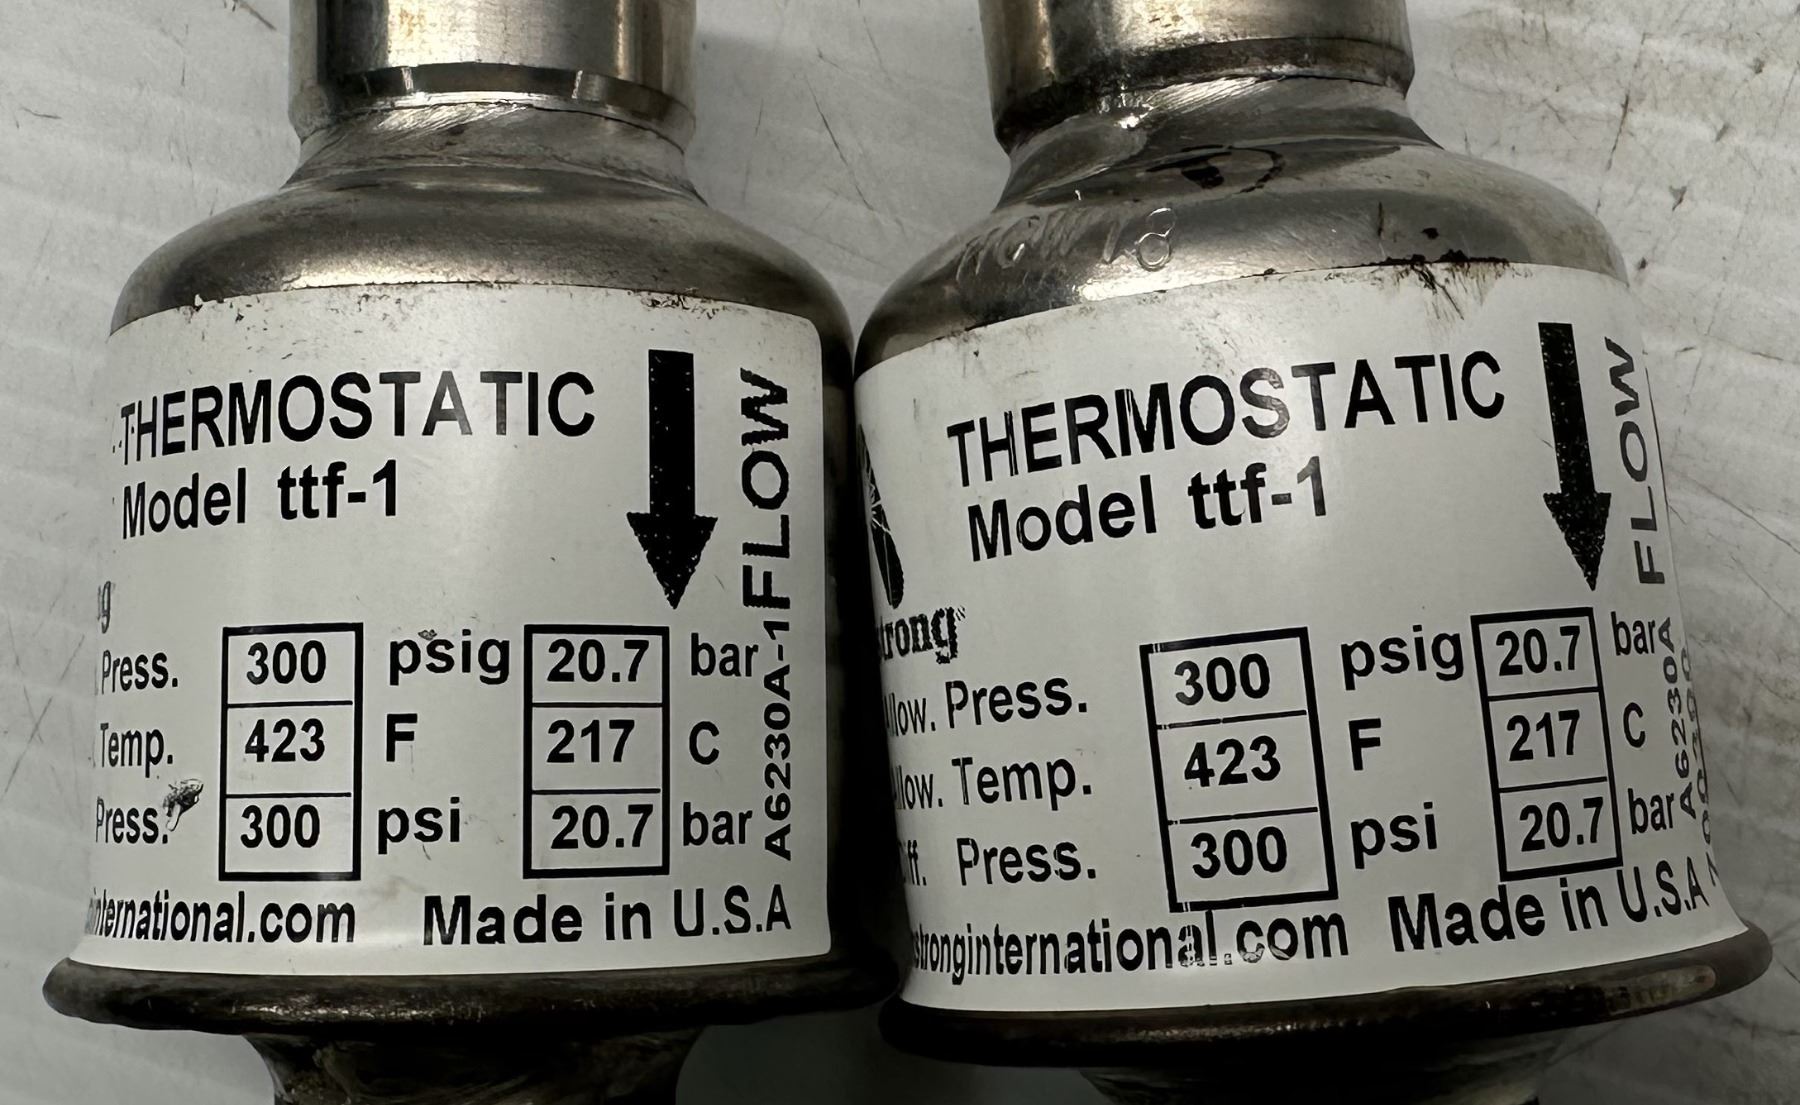 THERMOSTATIC
Model ttf-1
FLOW
Press. 300 psig 20.7 bar
Temp. 423 F 217 C
Press. 300 psi 20.7 bar
A6230A-1
international.com Made in U.S.A
18
THERMOSTATIC
Model ttf-1
FLOW
strong
llow. Press. 300 psig 20.7 bar
llow. Temp. 423 F 217 C
iff. Press. 300 psi 20.7 bar
A6230A
stronginternational.com Made in U.S.A